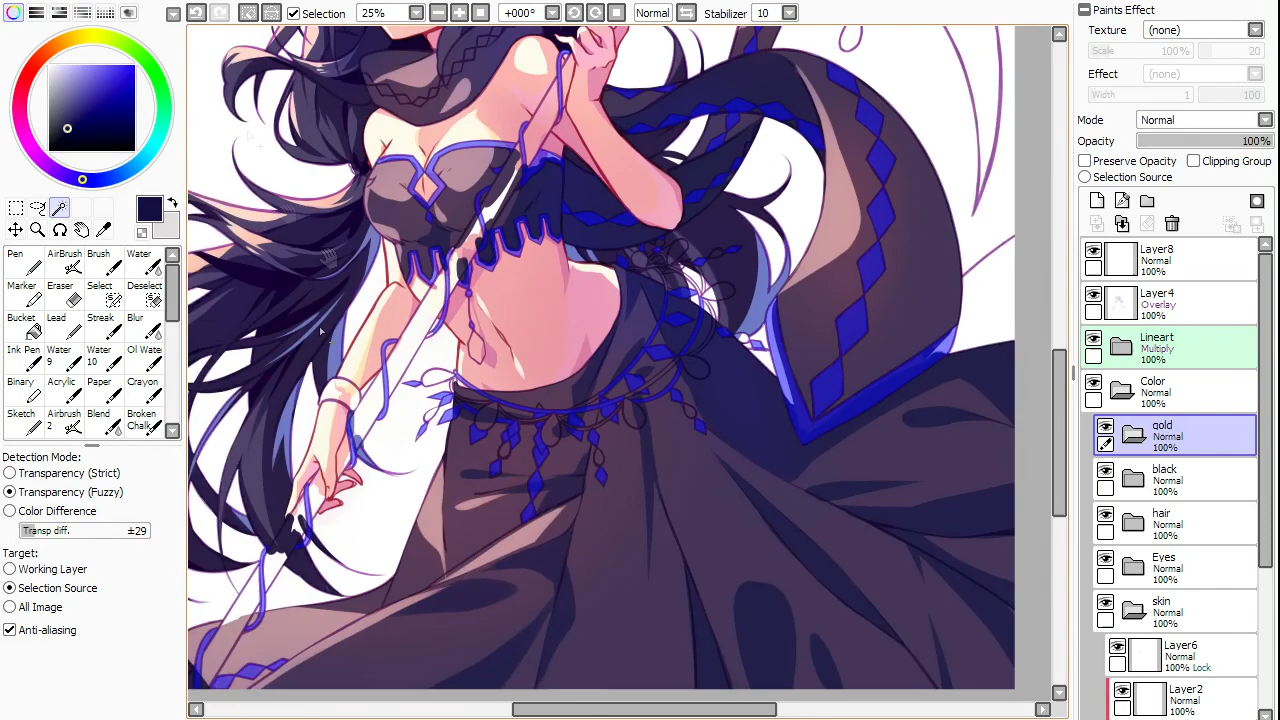 Selection
25%
+000°
Normal
Stabilizer
10
Pen
AirBrush
Brush
Water
Marker
Eraser
Select
Deselect
Bucket
Lead
Streak
Blur
Ink Pen
Water 9
Water 10
Oil Water
Binary
Acrylic
Paper
Crayon
Sketch
Airbrush 2
Blend
Broken Chalk
Detection Mode:
Transparency (Strict)
Transparency (Fuzzy)
Color Difference
Transp diff.
±29
Target:
Working Layer
Selection Source
All Image
Anti-aliasing
Paints Effect
Texture
(none)
Scale
100%
20
Effect
(none)
Width
1
100
Mode
Normal
Opacity
100%
Preserve Opacity
Clipping Group
Selection Source
Layer8
Normal
100%
Layer4
Overlay
100%
Lineart
Multiply
100%
Color
Normal
100%
gold
Normal
100%
black
Normal
100%
hair
Normal
100%
Eyes
Normal
100%
skin
Normal
100%
Layer6
Normal
100% Lock
Layer2
Normal
100%